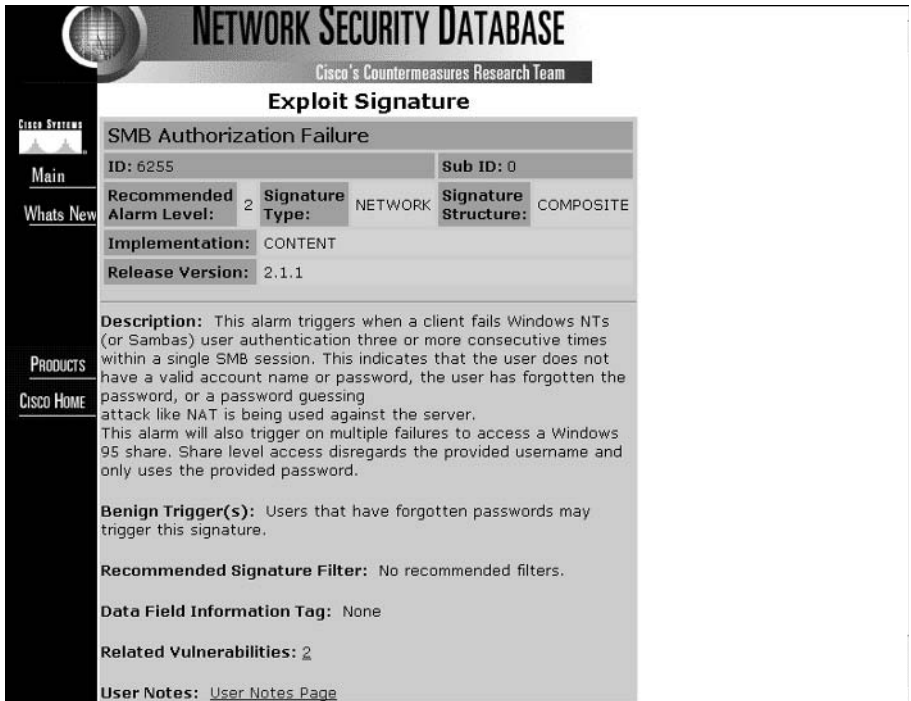 NETWORK SECURITY DATABASE
Cisco's Countermeasures Research Team
Exploit Signature
CISCO SYSTEMS
Main
Whats New
PRODUCTS
CISCO HOME
SMB Authorization Failure
ID: 6255 Sub ID: 0
Recommended Alarm Level: 2 Signature Type: NETWORK Signature Structure: COMPOSITE
Implementation: CONTENT
Release Version: 2.1.1
Description: This alarm triggers when a client fails Windows NTs
(or Sambas) user authentication three or more consecutive times
within a single SMB session. This indicates that the user does not
have a valid account name or password, the user has forgotten the
password, or a password guessing
attack like NAT is being used against the server.
This alarm will also trigger on multiple failures to access a Windows
95 share. Share level access disregards the provided username and
only uses the provided password.
Benign Trigger(s): Users that have forgotten passwords may
trigger this signature.
Recommended Signature Filter: No recommended filters.
Data Field Information Tag: None
Related Vulnerabilities: 2
User Notes: User Notes Page